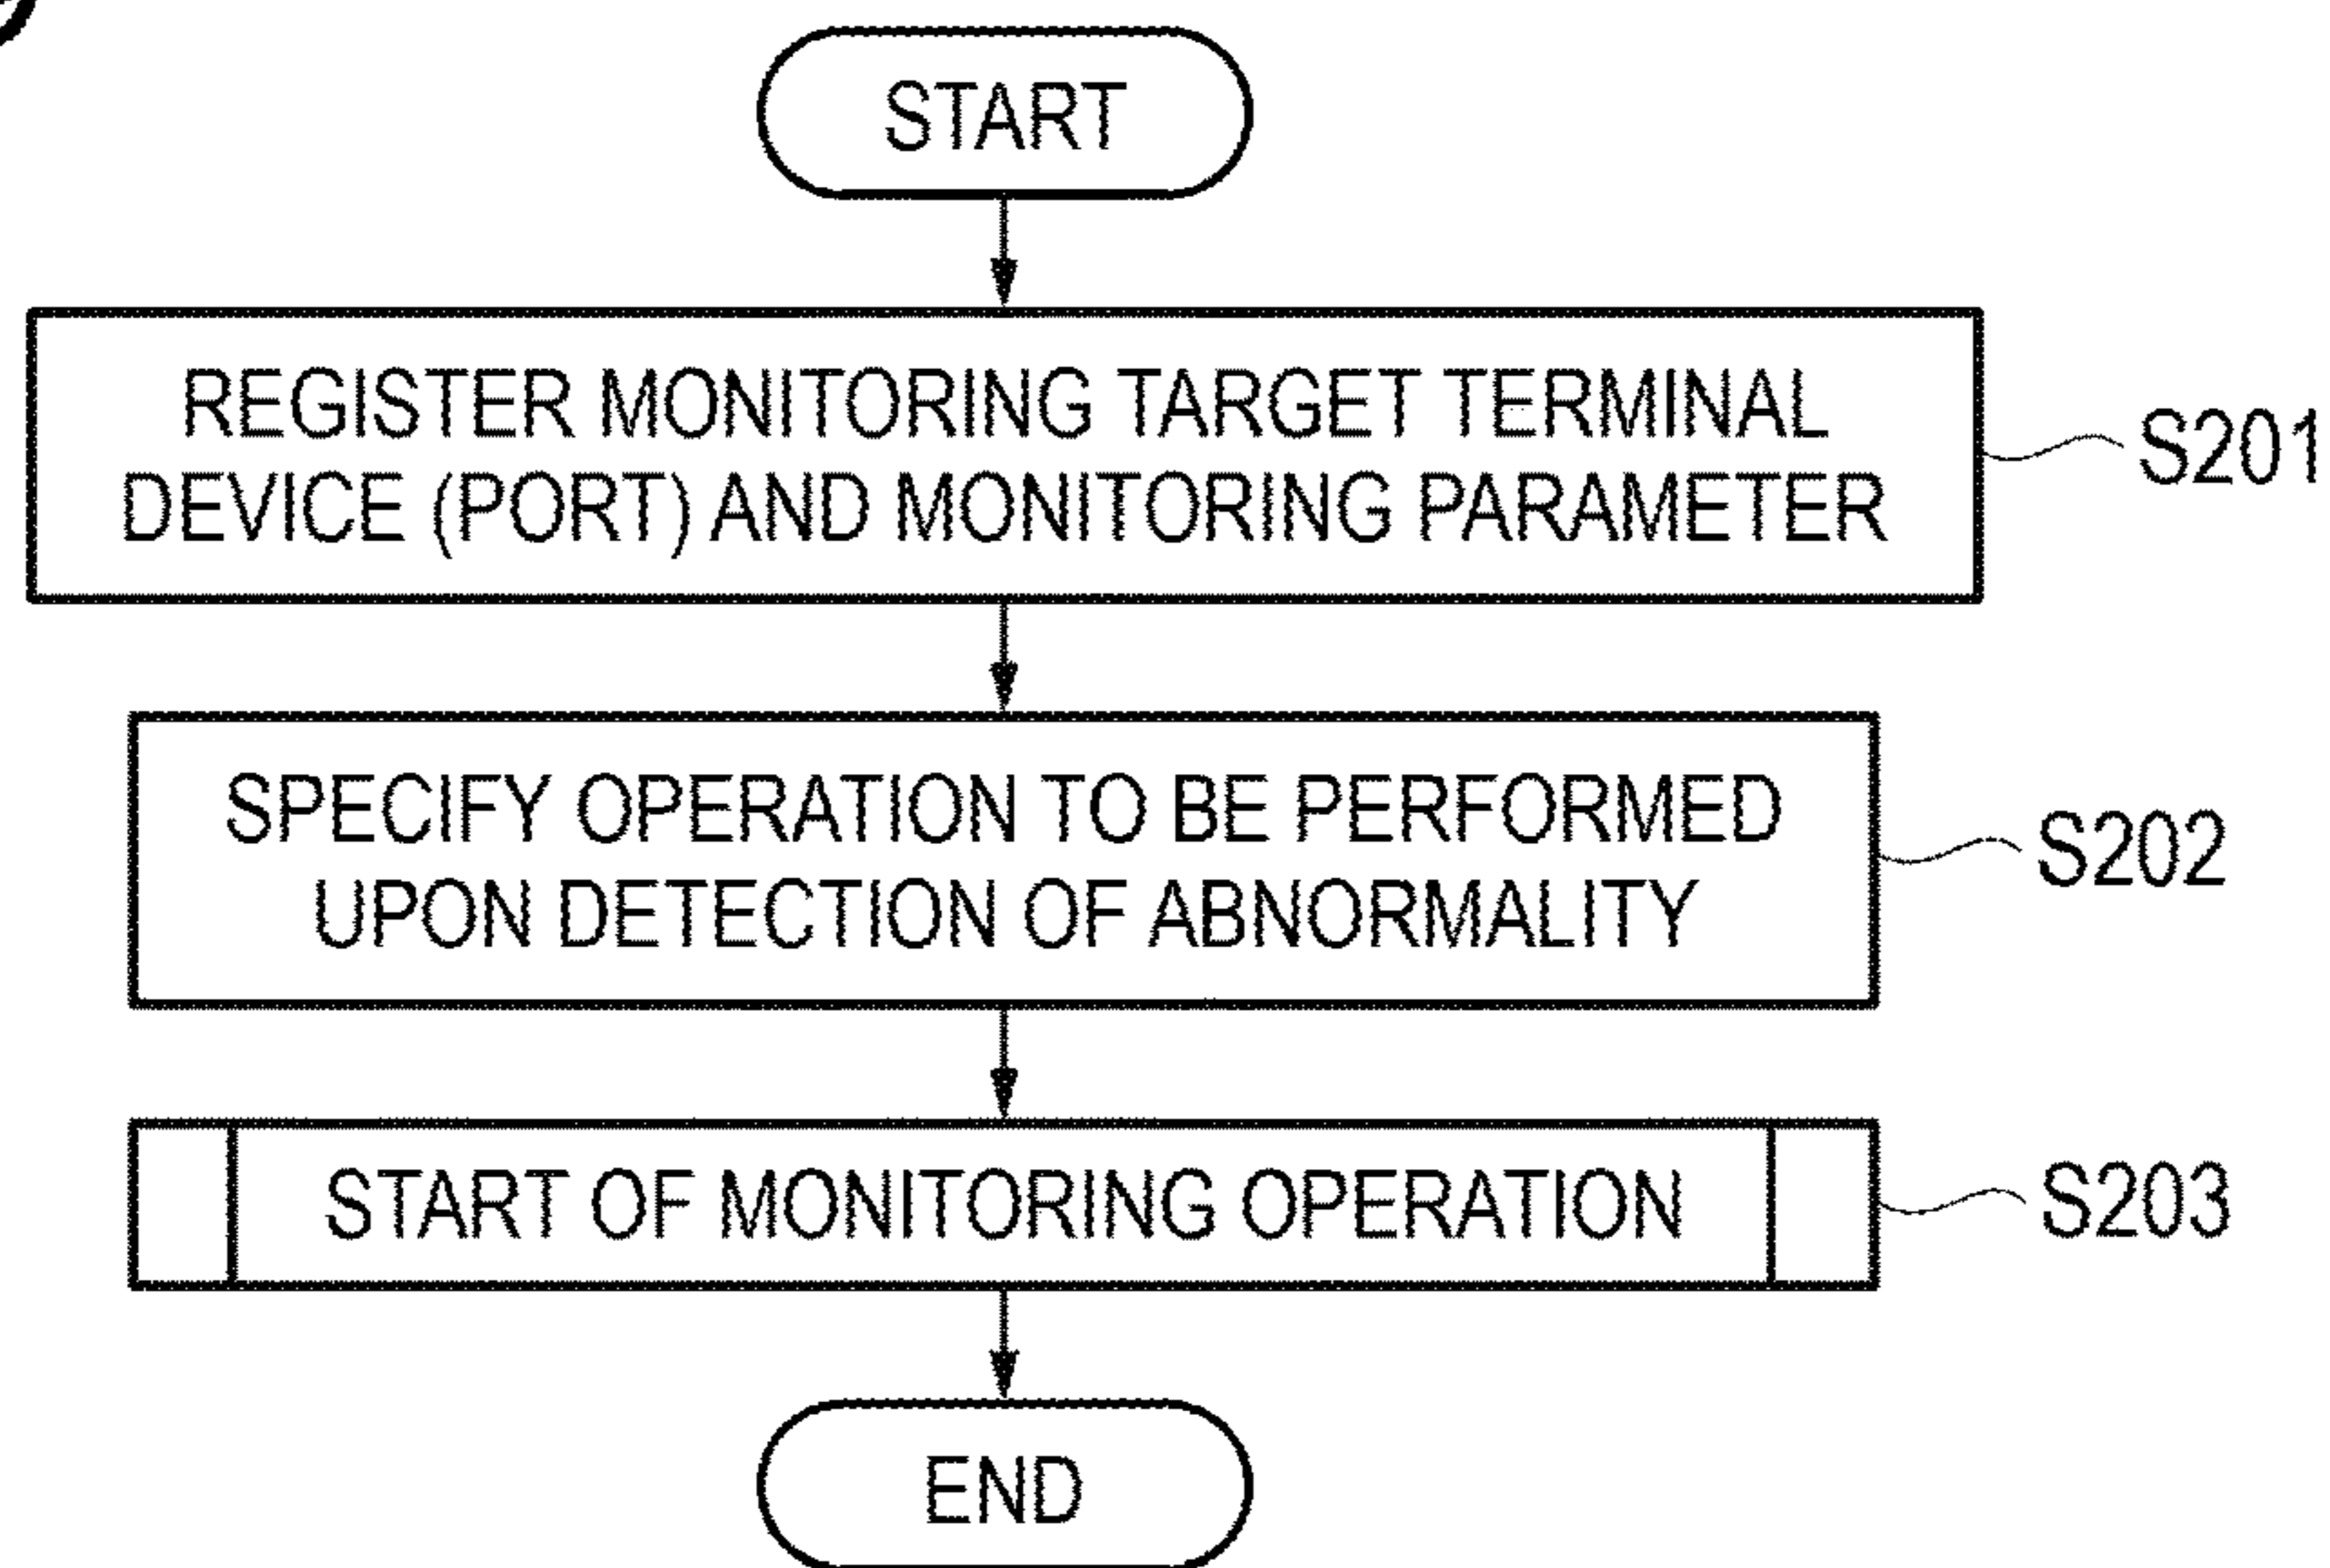 START
REGISTER MONITORING TARGET TERMINAL
DEVICE (PORT) AND MONITORING PARAMETER
S201
SPECIFY OPERATION TO BE PERFORMED
UPON DETECTION OF ABNORMALITY
S202
START OF MONITORING OPERATION
S203
END